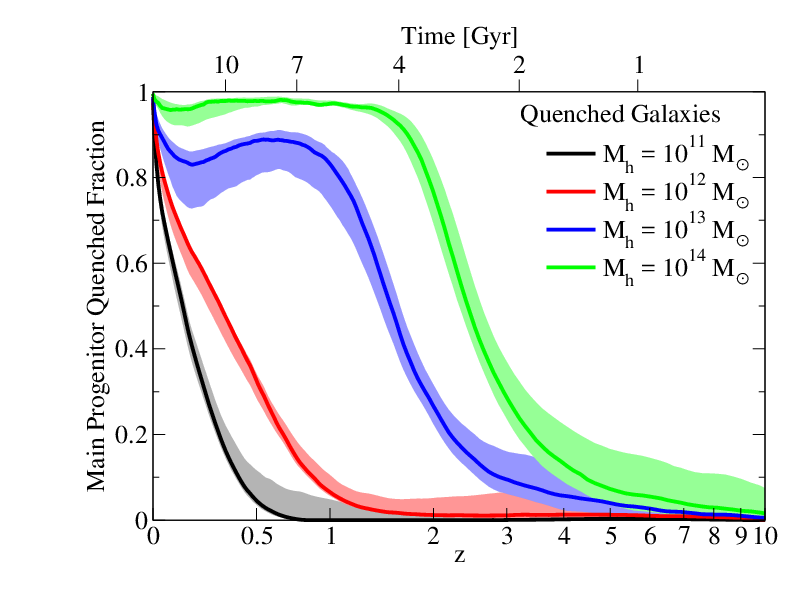 Time [Gyr]
10 7 4 2 1
Quenched Galaxies
M_h = 10^11 M_⊙
M_h = 10^12 M_⊙
M_h = 10^13 M_⊙
M_h = 10^14 M_⊙
Main Progenitor Quenched Fraction
1
0.8
0.6
0.4
0.2
0
0 0.5 1 2 3 4 5 6 7 8 9 10
z